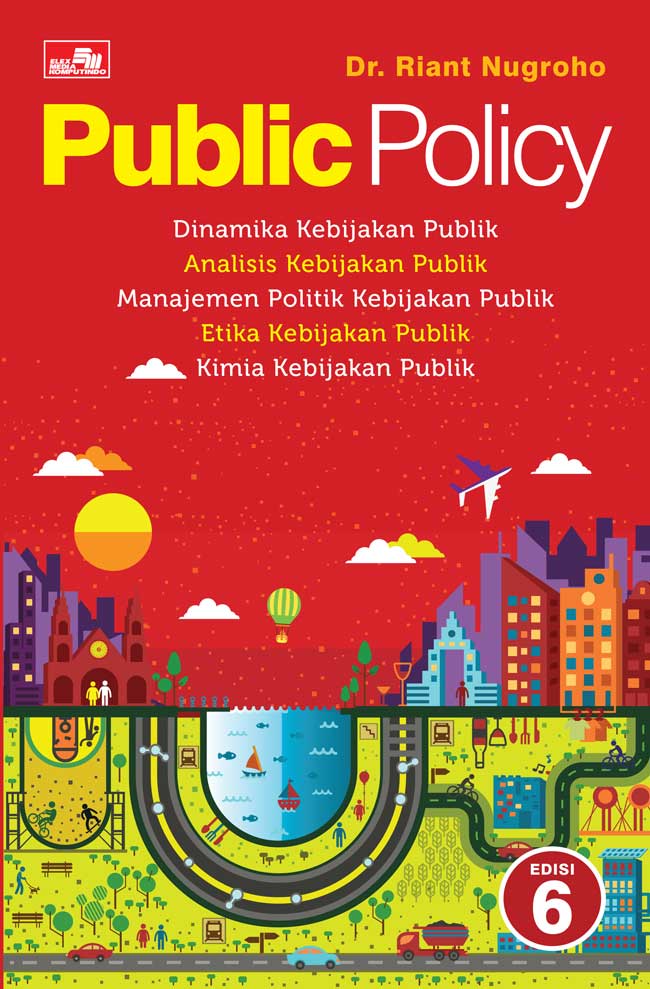 ELEX
MEDIA
KOMPUTINDO
Dr. Riant Nugroho
Public Policy
Dinamika Kebijakan Publik
Analisis Kebijakan Publik
Manajemen Politik Kebijakan Publik
Etika Kebijakan Publik
Kimia Kebijakan Publik
EDISI
6